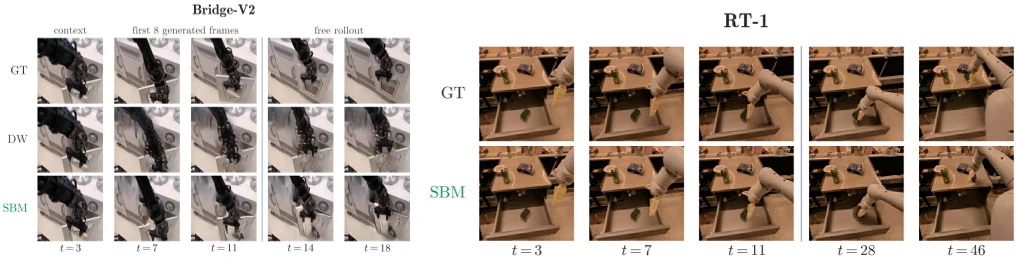 Bridge-V2
context first 8 generated frames free rollout
GT
DW
SBM
t = 3 t = 7 t = 11 t = 14 t = 18
RT-1
GT
SBM
t = 3 t = 7 t = 11 t = 28 t = 46